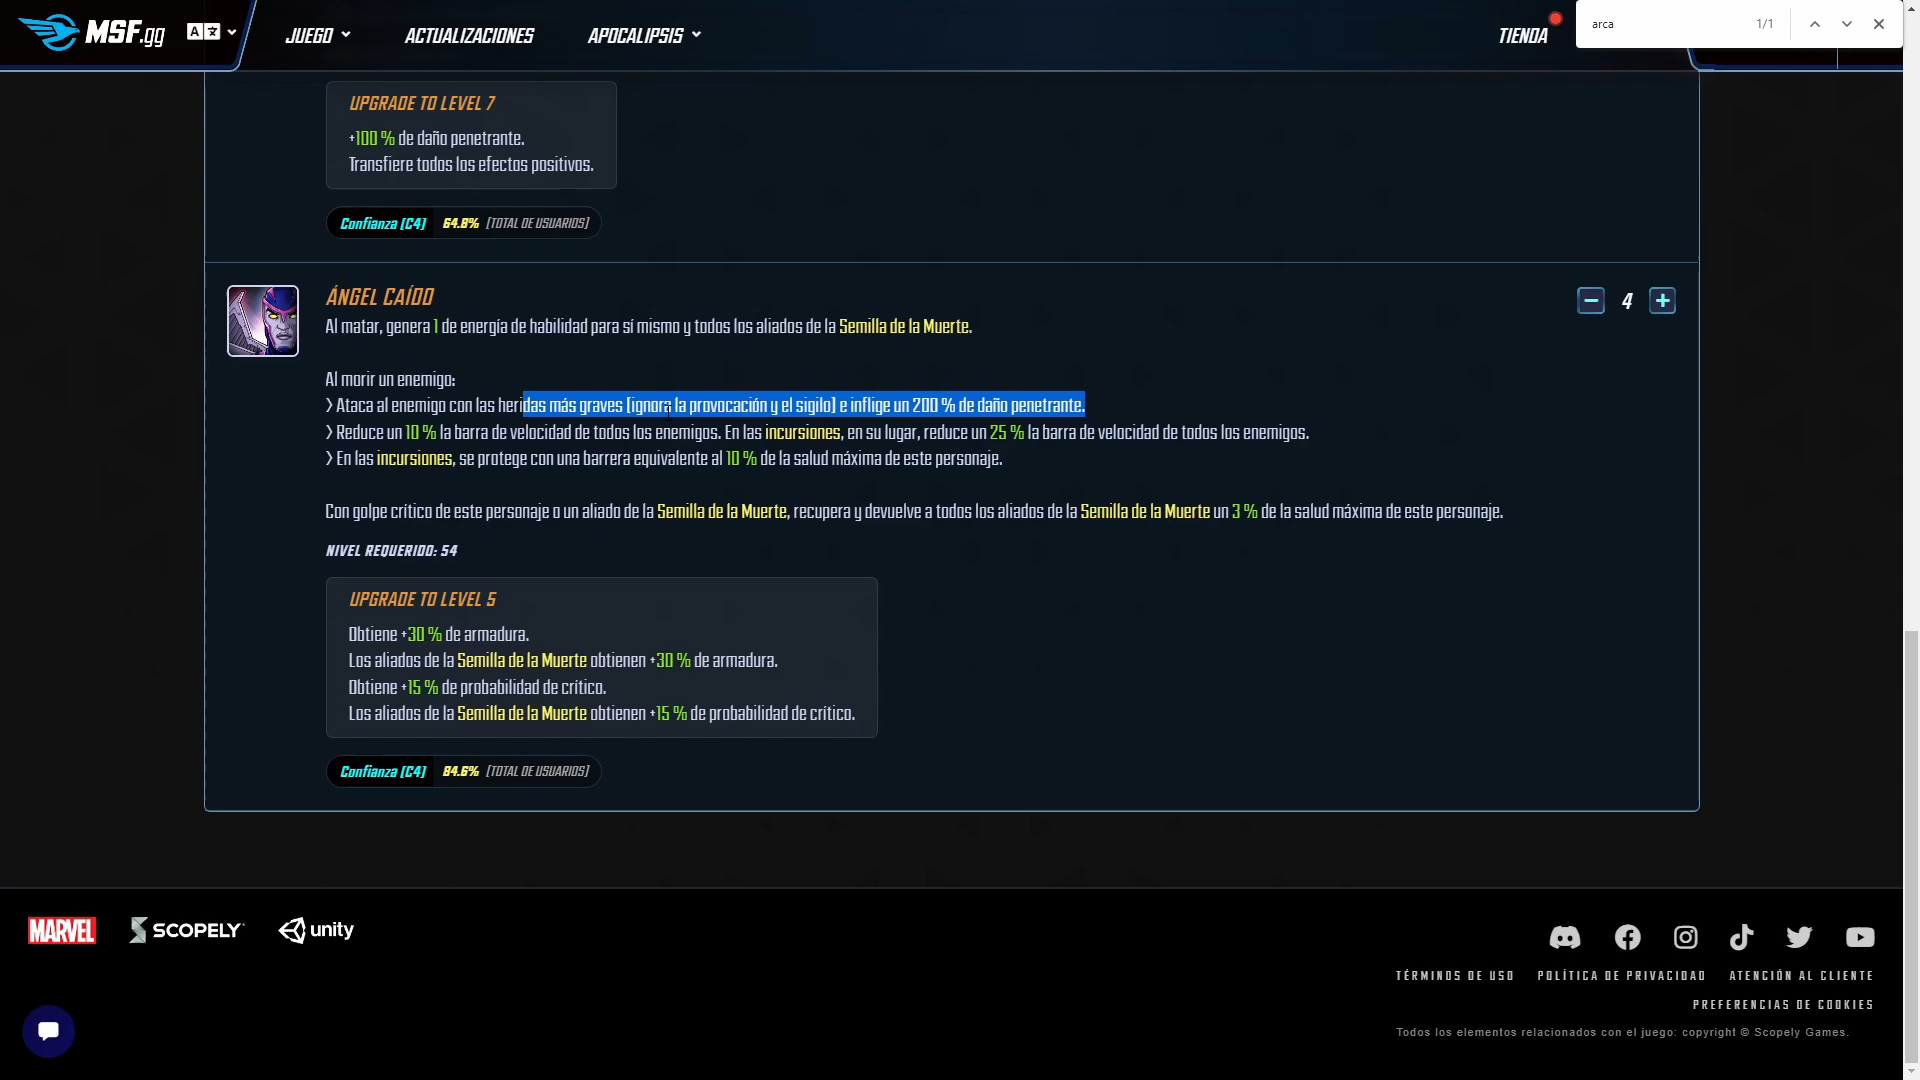 MSF.gg
JUEGO
ACTUALIZACIONES
APOCALIPSIS
TIENDA
arca
1/1
UPGRADE TO LEVEL 7
+100 % de daño penetrante.
Transfiere todos los efectos positivos.
Confianza [C4] 64.8% [TOTAL DE USUARIOS]
ÁNGEL CAÍDO
4
Al matar, genera 1 de energía de habilidad para sí mismo y todos los aliados de la Semilla de la Muerte.
Al morir un enemigo:
> Ataca al enemigo con las heridas más graves [ignora la provocación y el sigilo] e inflige un 200 % de daño penetrante.
> Reduce un 10 % la barra de velocidad de todos los enemigos. En las incursiones, en su lugar, reduce un 25 % la barra de velocidad de todos los enemigos.
> En las incursiones, se protege con una barrera equivalente al 10 % de la salud máxima de este personaje.
Con golpe crítico de este personaje o un aliado de la Semilla de la Muerte, recupera y devuelve a todos los aliados de la Semilla de la Muerte un 3 % de la salud máxima de este personaje.
NIVEL REQUERIDO: 54
UPGRADE TO LEVEL 5
Obtiene +30 % de armadura.
Los aliados de la Semilla de la Muerte obtienen +30 % de armadura.
Obtiene +15 % de probabilidad de crítico.
Los aliados de la Semilla de la Muerte obtienen +15 % de probabilidad de crítico.
Confianza [C4] 84.6% [TOTAL DE USUARIOS]
MARVEL
SCOPELY
unity
TÉRMINOS DE USO
POLÍTICA DE PRIVACIDAD
ATENCIÓN AL CLIENTE
PREFERENCIAS DE COOKIES
Todos los elementos relacionados con el juego: copyright © Scopely Games.